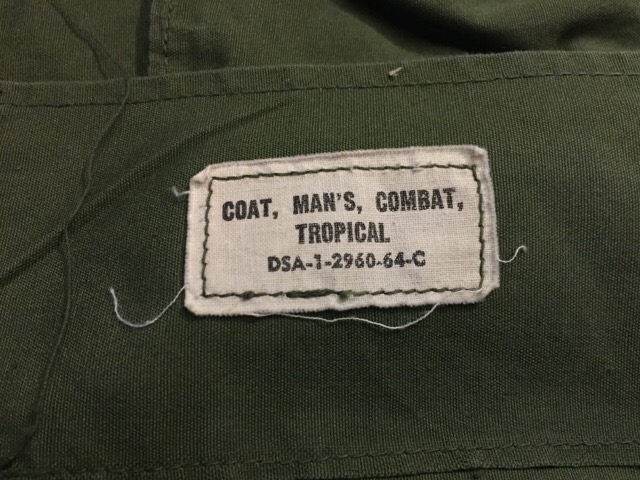 COAT, MAN'S, COMBAT,
TROPICAL
DSA-1-2960-64-C